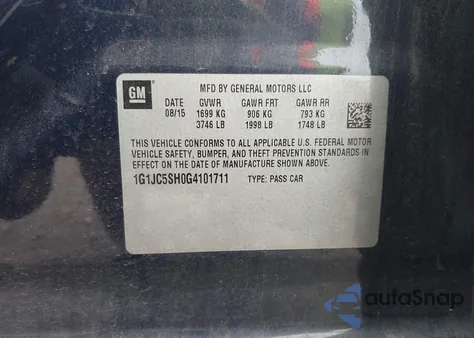 GM
MFD BY GENERAL MOTORS LLC
DATE GVWR GAWR FRT GAWR RR
08/15 1699 KG 906 KG 793 KG
3746 LB 1998 LB 1748 LB
THIS VEHICLE CONFORMS TO ALL APPLICABLE U.S. FEDERAL MOTOR
VEHICLE SAFETY, BUMPER, AND THEFT PREVENTION STANDARDS IN
EFFECT ON THE DATE OF MANUFACTURE SHOWN ABOVE.
1G1JC5SH0G4101711 TYPE: PASS CAR
autoSnap